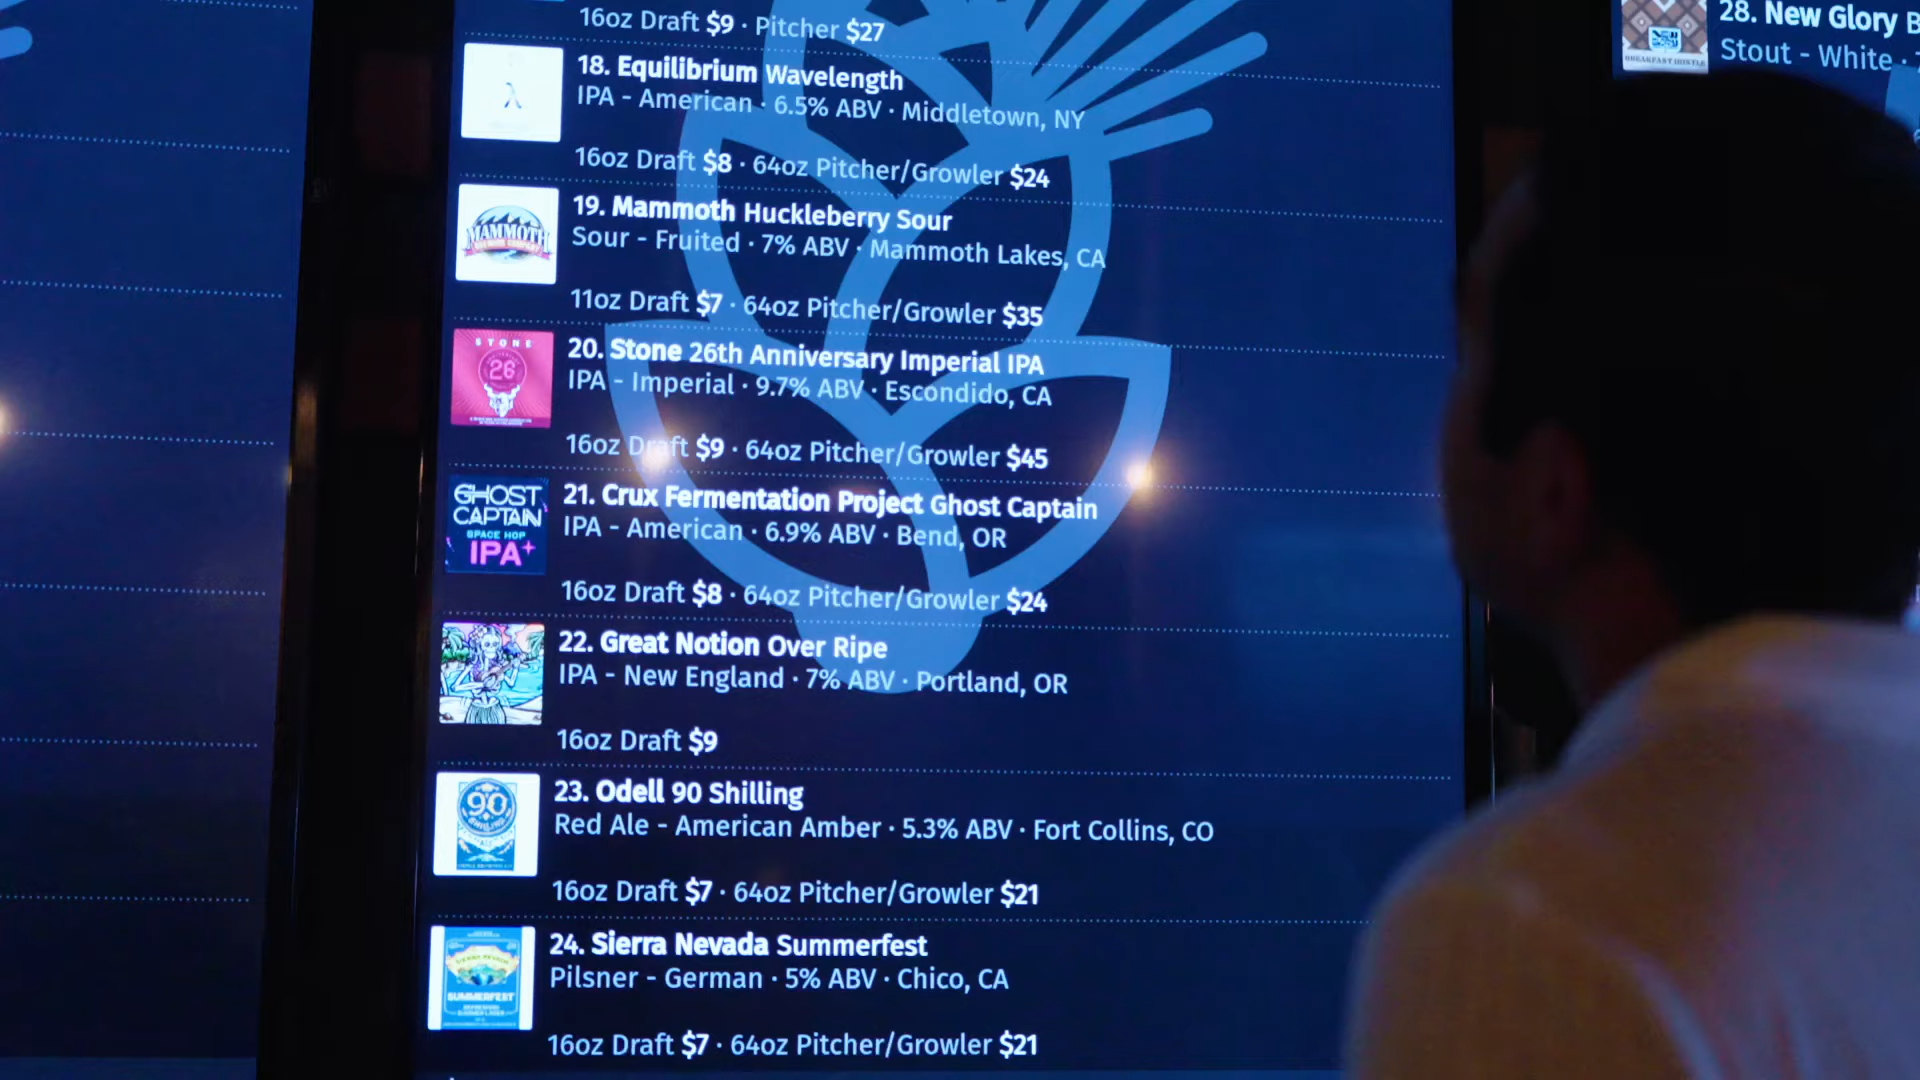 16oz Draft $9 · Pitcher $27
18. Equilibrium Wavelength
IPA - American · 6.5% ABV · Middletown, NY
16oz Draft $8 · 64oz Pitcher/Growler $24
MAMMOTH
19. Mammoth Huckleberry Sour
Sour - Fruited · 7% ABV · Mammoth Lakes, CA
11oz Draft $7 · 64oz Pitcher/Growler $35
STONE
26
20. Stone 26th Anniversary Imperial IPA
IPA - Imperial · 9.7% ABV · Escondido, CA
16oz Draft $9 · 64oz Pitcher/Growler $45
GHOST
CAPTAIN
SPACE HOP
IPA
21. Crux Fermentation Project Ghost Captain
IPA - American · 6.9% ABV · Bend, OR
16oz Draft $8 · 64oz Pitcher/Growler $24
22. Great Notion Over Ripe
IPA - New England · 7% ABV · Portland, OR
16oz Draft $9
90
23. Odell 90 Shilling
Red Ale - American Amber · 5.3% ABV · Fort Collins, CO
16oz Draft $7 · 64oz Pitcher/Growler $21
SUMMERFEST
24. Sierra Nevada Summerfest
Pilsner - German · 5% ABV · Chico, CA
16oz Draft $7 · 64oz Pitcher/Growler $21
BREAKFAST HUSTLE
28. New Glory B
Stout - White ·